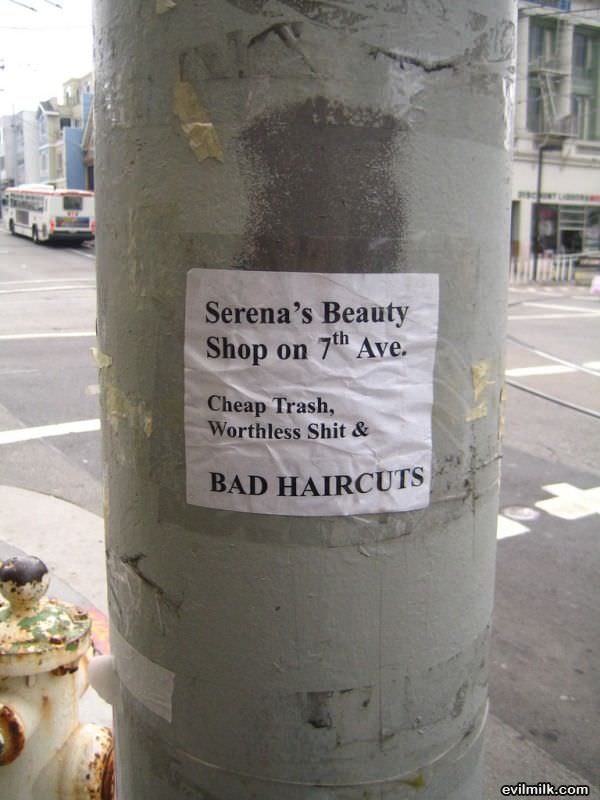 Serena's Beauty
Shop on 7th Ave.
Cheap Trash,
Worthless Shit &
BAD HAIRCUTS
evilmilk.com